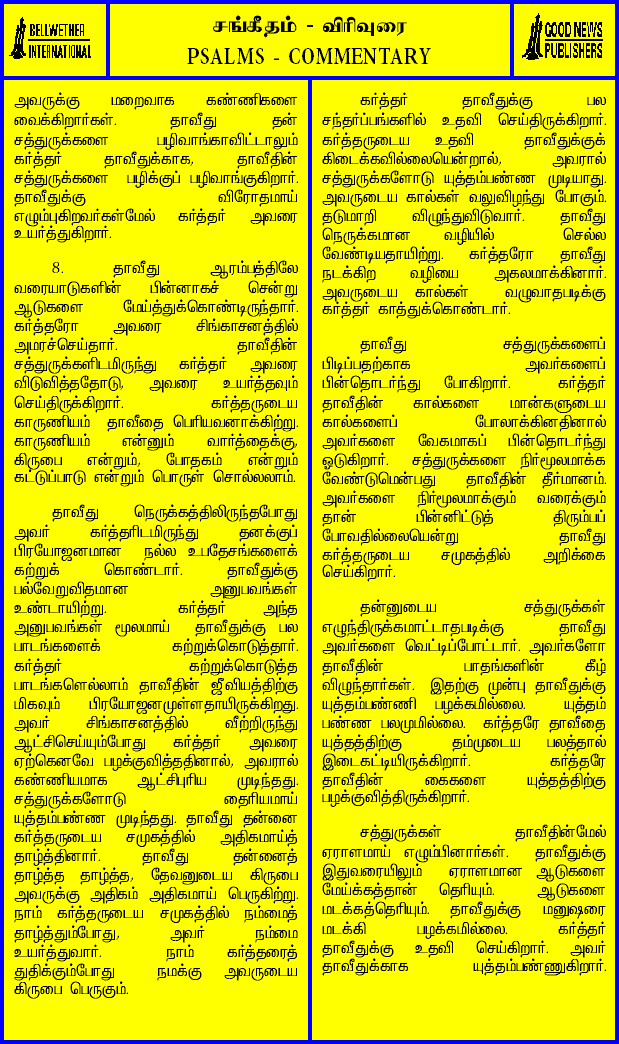 BELLWETHER
INTERNATIONAL
சங்கீதம் - விரிவுரை
PSALMS - COMMENTARY
GOOD NEWS
PUBLISHERS
அவருக்கு மறைவாக கண்ணிகளை
வைக்கிறார்கள். தாவீது தன்
சத்துருக்களை பழிவாங்காவிட்டாலும்
கர்த்தர் தாவீதுக்காக, தாவீதின்
சத்துருக்களை பழிக்குப் பழிவாங்குகிறார்.
தாவீதுக்கு விரோதமாய்
எழும்புகிறவர்கள்மேல் கர்த்தர் அவரை
உயர்த்துகிறார்.
8. தாவீது ஆரம்பத்திலே
வரையாடுகளின் பின்னாகச் சென்று
ஆடுகளை மேய்த்துக்கொண்டிருந்தார்.
கர்த்தரோ அவரை சிங்காசனத்தில்
அமரச்செய்தார். தாவீதின்
சத்துருக்களிடமிருந்து கர்த்தர் அவரை
விடுவித்ததோடு, அவரை உயர்த்தவும்
செய்திருக்கிறார். கர்த்தருடைய
காருணியம் தாவீதை பெரியவனாக்கிற்று.
காருணியம் என்னும் வார்த்தைக்கு,
கிருபை என்றும், போதகம் என்றும்
கட்டுப்பாடு என்றும் பொருள் சொல்லலாம்.
தாவீது நெருக்கத்திலிருந்தபோது
அவர் கர்த்தரிடமிருந்து தனக்குப்
பிரயோஜனமான நல்ல உபதேசங்களைக்
கற்றுக் கொண்டார். தாவீதுக்கு
பல்வேறுவிதமான அனுபவங்கள்
உண்டாயிற்று. கர்த்தர் அந்த
அனுபவங்கள் மூலமாய் தாவீதுக்கு பல
பாடங்களைக் கற்றுக்கொடுத்தார்.
கர்த்தர் கற்றுக்கொடுத்த
பாடங்களெல்லாம் தாவீதின் ஜீவியத்திற்கு
மிகவும் பிரயோஜனமுள்ளதாயிருக்கிறது.
அவர் சிங்காசனத்தில் வீற்றிருந்து
ஆட்சிசெய்யும்போது கர்த்தர் அவரை
ஏற்கெனவே பழக்குவித்ததினால், அவரால்
கண்ணியமாக ஆட்சிபுரிய முடிந்தது.
சத்துருக்களோடு தைரியமாய்
யுத்தம்பண்ண முடிந்தது. தாவீது தன்னை
கர்த்தருடைய சமுகத்தில் அதிகமாய்த்
தாழ்த்தினார். தாவீது தன்னைத்
தாழ்த்த தாழ்த்த, தேவனுடைய கிருபை
அவருக்கு அதிகம் அதிகமாய் பெருகிற்று.
நாம் கர்த்தருடைய சமுகத்தில் நம்மைத்
தாழ்த்தும்போது, அவர் நம்மை
உயர்த்துவார். நாம் கர்த்தரைத்
துதிக்கும்போது நமக்கு அவருடைய
கிருபை பெருகும்.
கர்த்தர் தாவீதுக்கு பல
சந்தர்ப்பங்களில் உதவி செய்திருக்கிறார்.
கர்த்தருடைய உதவி தாவீதுக்குக்
கிடைக்கவில்லையென்றால், அவரால்
சத்துருக்களோடு யுத்தம்பண்ண முடியாது.
அவருடைய கால்கள் வலுவிழந்து போகும்.
தடுமாறி விழுந்துவிடுவார். தாவீது
நெருக்கமான வழியில் செல்ல
வேண்டியதாயிற்று. கர்த்தரோ தாவீது
நடக்கிற வழியை அகலமாக்கினார்.
அவருடைய கால்கள் வழுவாதபடிக்கு
கர்த்தர் காத்துக்கொண்டார்.
தாவீது சத்துருக்களைப்
பிடிப்பதற்காக அவர்களைப்
பின்தொடர்ந்து போகிறார். கர்த்தர்
தாவீதின் கால்களை மான்களுடைய
கால்களைப் போலாக்கினதினால்
அவர்களை வேகமாகப் பின்தொடர்ந்து
ஓடுகிறார். சத்துருக்களை நிர்மூலமாக்க
வேண்டுமென்பது தாவீதின் தீர்மானம்.
அவர்களை நிர்மூலமாக்கும் வரைக்கும்
தான் பின்னிட்டுத் திரும்பப்
போவதில்லையென்று தாவீது
கர்த்தருடைய சமுகத்தில் அறிக்கை
செய்கிறார்.
தன்னுடைய சத்துருக்கள்
எழுந்திருக்கமாட்டாதபடிக்கு தாவீது
அவர்களை வெட்டிப்போட்டார். அவர்களோ
தாவீதின் பாதங்களின் கீழ்
விழுந்தார்கள். இதற்கு முன்பு தாவீதுக்கு
யுத்தம்பண்ணி பழக்கமில்லை. யுத்தம்
பண்ண பலமுமில்லை. கர்த்தரே தாவீதை
யுத்தத்திற்கு தம்முடைய பலத்தால்
இடைகட்டியிருக்கிறார். கர்த்தரே
தாவீதின் கைகளை யுத்தத்திற்கு
பழக்குவித்திருக்கிறார்.
சத்துருக்கள் தாவீதின்மேல்
ஏராளமாய் எழும்பினார்கள். தாவீதுக்கு
இதுவரையிலும் ஏராளமான ஆடுகளை
மேய்க்கத்தான் தெரியும். ஆடுகளை
மடக்கத்தெரியும். தாவீதுக்கு மனுஷரை
மடக்கி பழக்கமில்லை. கர்த்தர்
தாவீதுக்கு உதவி செய்கிறார். அவர்
தாவீதுக்காக யுத்தம்பண்ணுகிறார்.